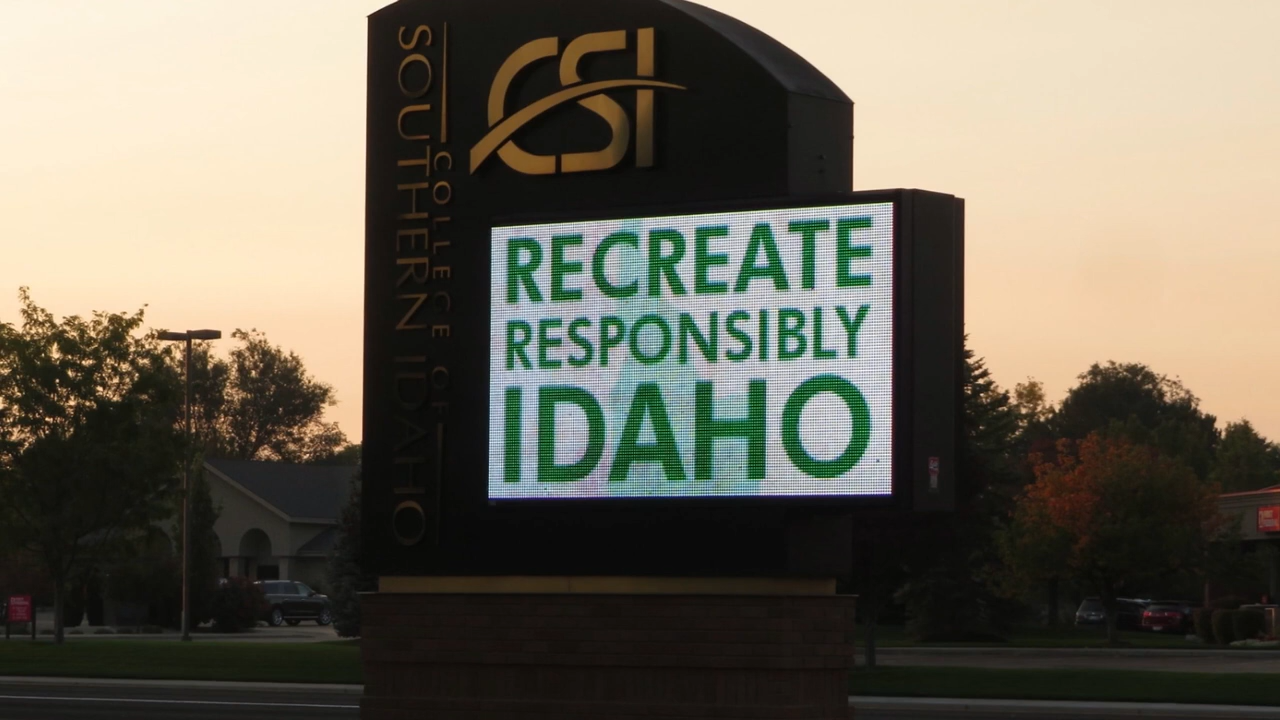 CSI
COLLEGE OF
SOUTHERN IDAHO
RECREATE
RESPONSIBLY
IDAHO